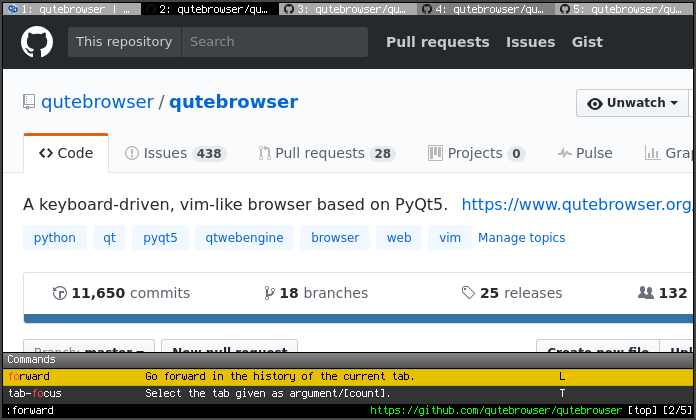 1: qutebrowser | ... 2: qutebrowser/qu... 3: qutebrowser/qu... 4: qutebrowser/qu... 5: qutebrowser/qu...
This repository Search Pull requests Issues Gist
qutebrowser / qutebrowser Unwatch
Code Issues 438 Pull requests 28 Projects 0 Pulse Gra
A keyboard-driven, vim-like browser based on PyQt5. https://www.qutebrowser.org/
python qt pyqt5 qtwebengine browser web vim Manage topics
11,650 commits 18 branches 25 releases 132
Branch: master New pull request Create new file
Commands
forward Go forward in the history of the current tab. L
tab-focus Select the tab given as argument/[count]. T
:forward https://github.com/qutebrowser/qutebrowser [top] [2/5]